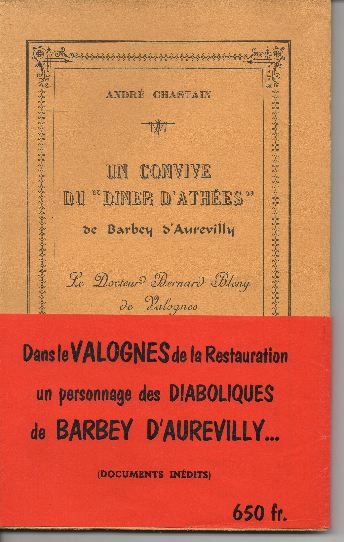 ANDRÉ CHASTAIN
UN CONVIVE
DU "DINER D'ATHÉES"
de Barbey d'Aurevilly
Le Docteur Bernard Bleny
de Valognes
Dans le VALOGNES de la Restauration
un personnage des DIABOLIQUES
de BARBEY D'AUREVILLY...
(DOCUMENTS INÉDITS)
650 fr.